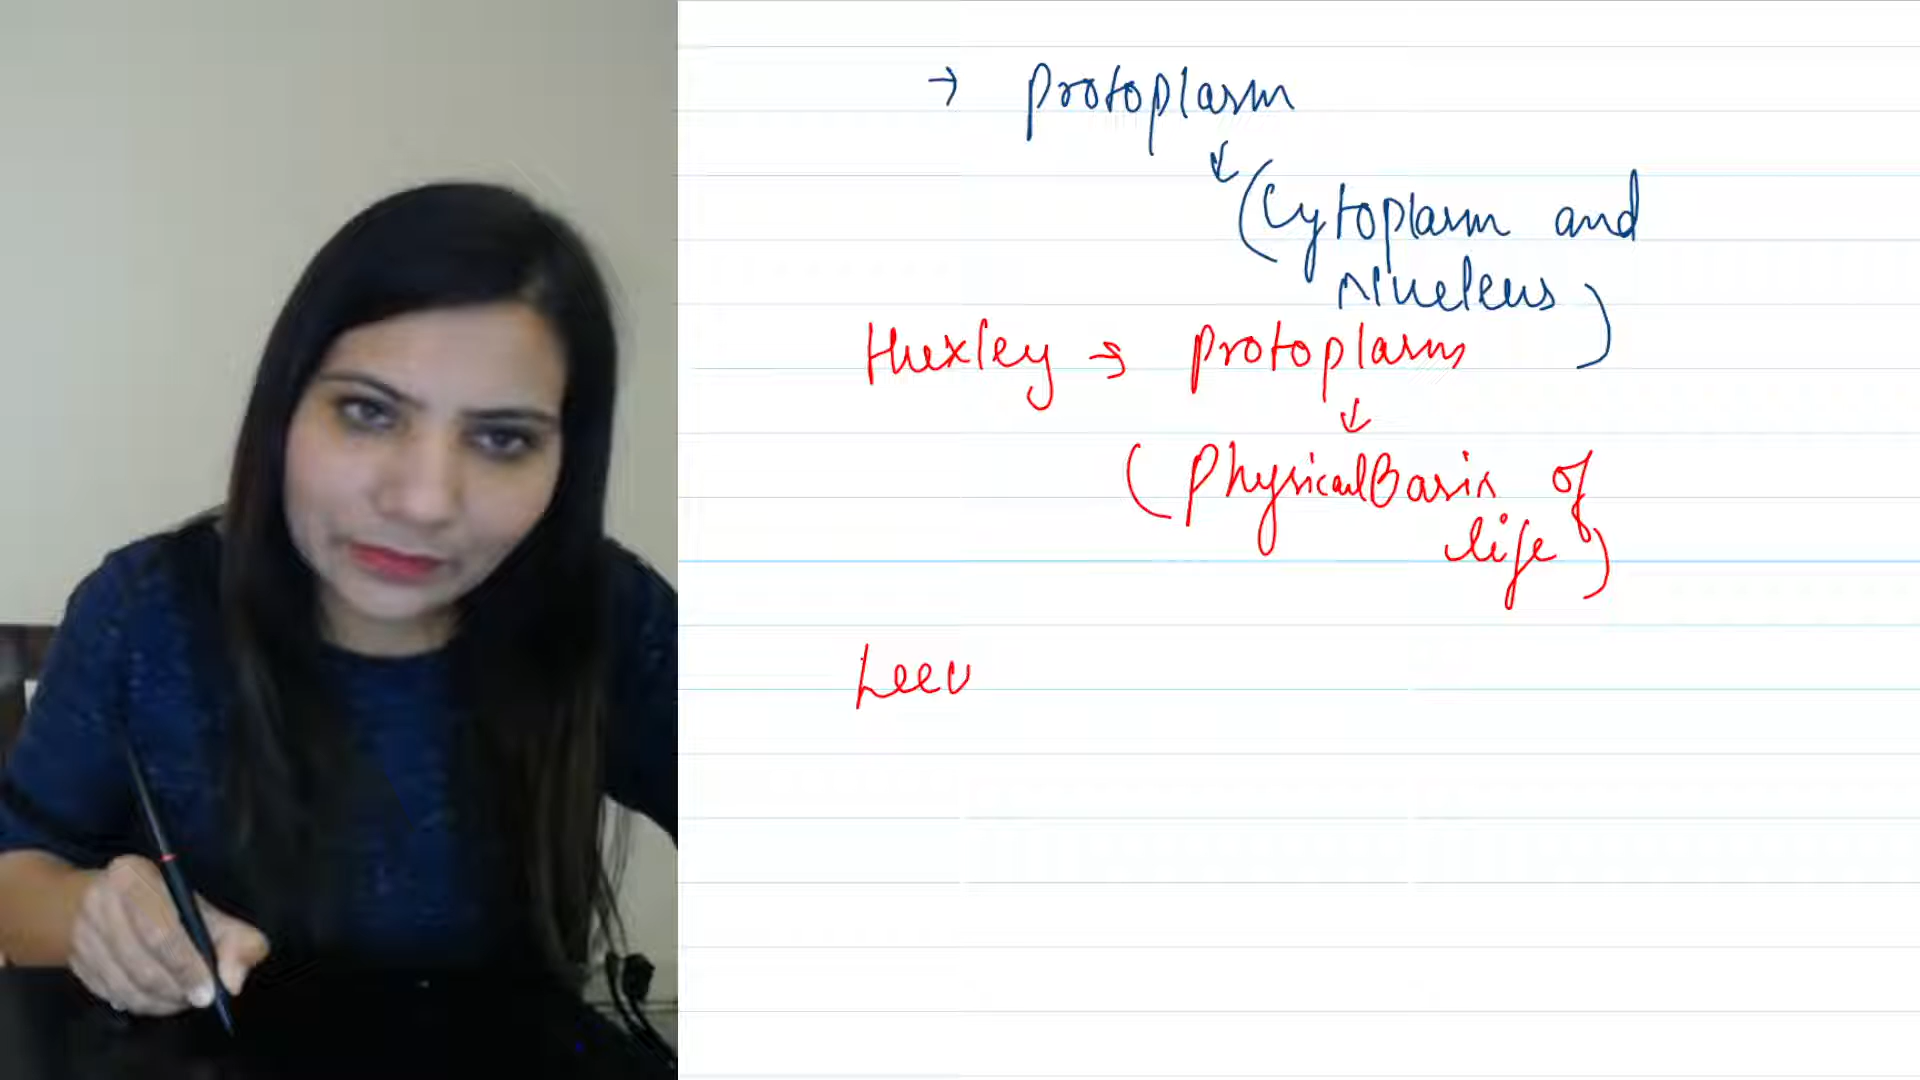 → Protoplasm
↓
(Cytoplasm and
Nucleus)
Huxley → Protoplasm
↓
(Physical Basis of
life)
Leeu